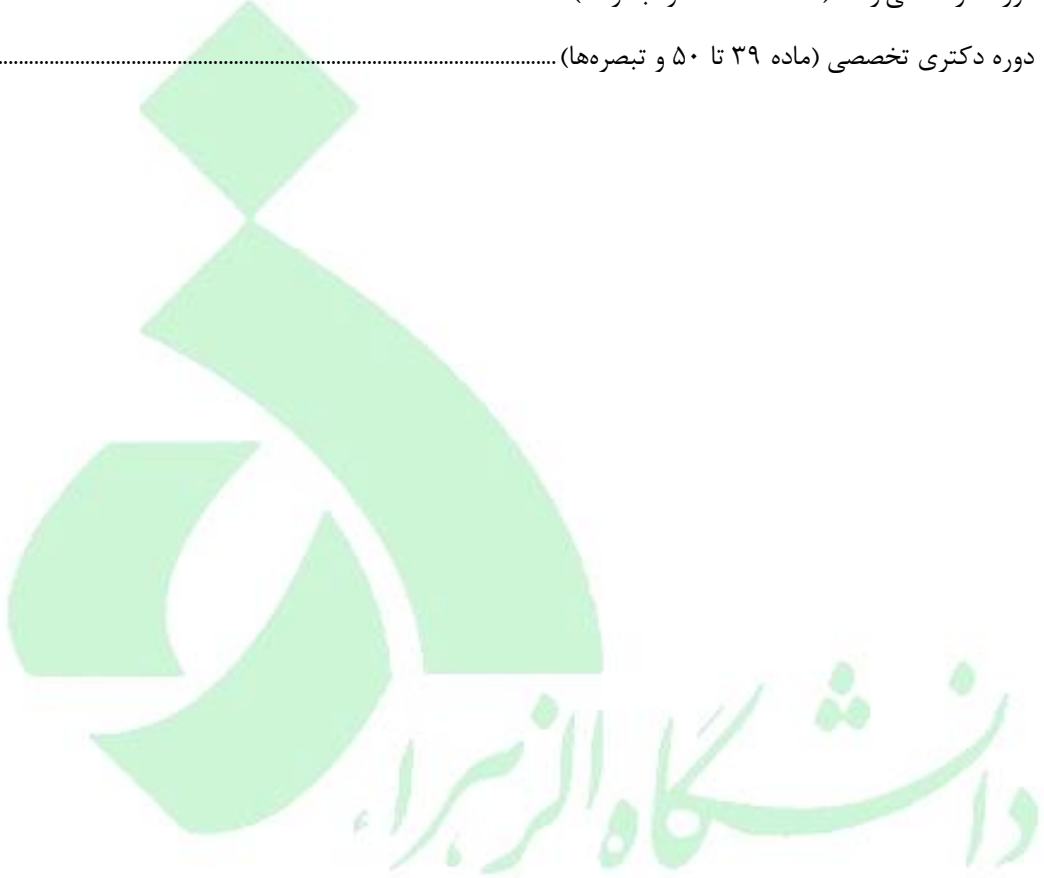 دوره دکتری تخصصی (ماده ۳۹ تا ۵۰ و تبصره‌ها)
دانشگاه الزهراء